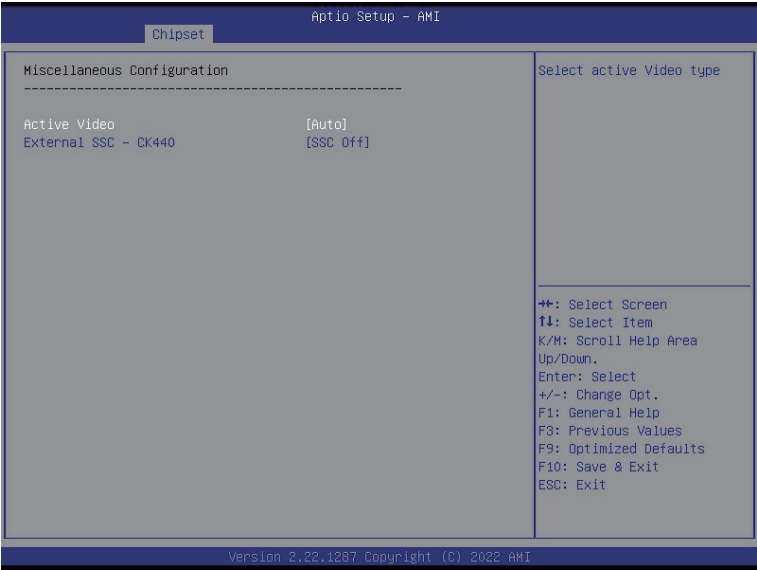 Aptio Setup – AMI
Chipset
Miscellaneous Configuration
--------------------------------------------------
Active Video [Auto]
External SSC – CK440 [SSC Off]
Select active Video type
→←: Select Screen
↑↓: Select Item
K/M: Scroll Help Area
Up/Down.
Enter: Select
+/-: Change Opt.
F1: General Help
F3: Previous Values
F9: Optimized Defaults
F10: Save & Exit
ESC: Exit
Version 2.22.1287 Copyright (C) 2022 AMI